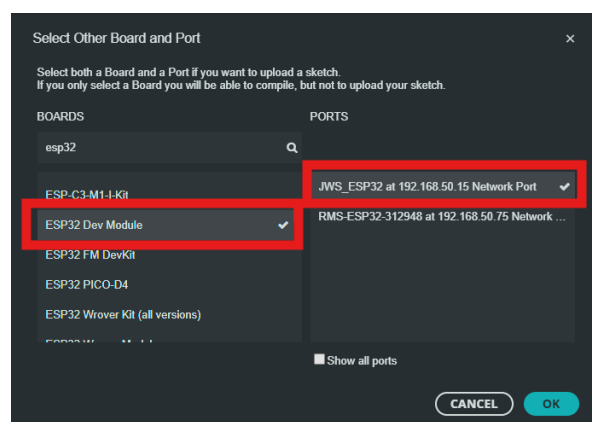 Select Other Board and Port
Select both a Board and a Port if you want to upload a sketch.
If you only select a Board you will be able to compile, but not to upload your sketch.
BOARDS
PORTS
esp32
ESP-C3-M1-I-Kit
JWS_ESP32 at 192.168.50.15 Network Port
ESP32 Dev Module
RMS-ESP32-312948 at 192.168.50.75 Network ...
ESP32 FM DevKit
ESP32 PICO-D4
ESP32 Wrover Kit (all versions)
Show all ports
CANCEL
OK